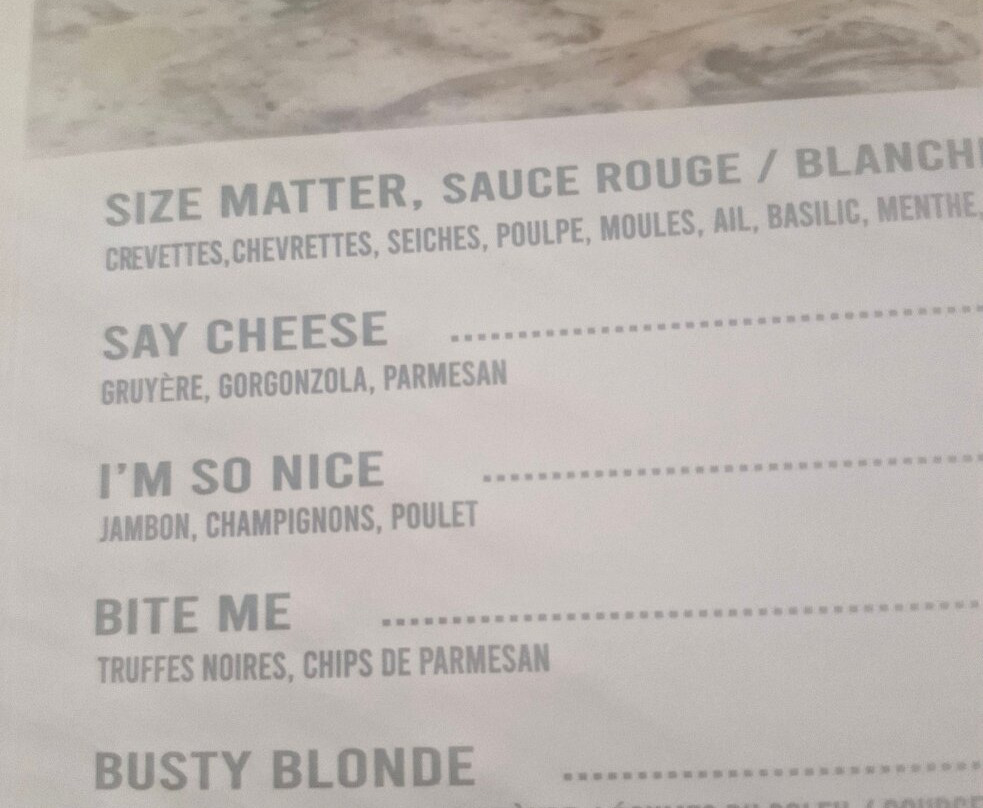 SIZE MATTER, SAUCE ROUGE / BLANCH
CREVETTES,CHEVRETTES, SEICHES, POULPE, MOULES, AIL, BASILIC, MENTHE,
SAY CHEESE
GRUYÈRE, GORGONZOLA, PARMESAN
I'M SO NICE
JAMBON, CHAMPIGNONS, POULET
BITE ME
TRUFFES NOIRES, CHIPS DE PARMESAN
BUSTY BLONDE